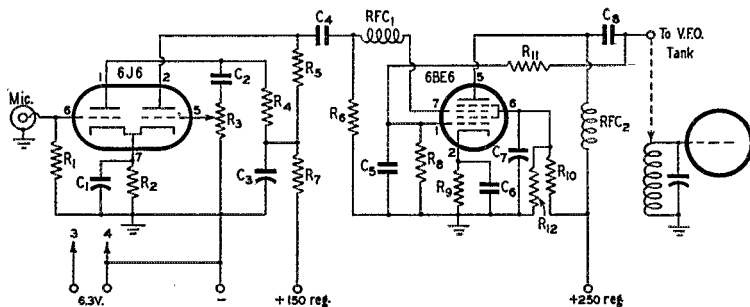 C4
RFC1
C8
To V.F.O.
Tank
6J6
1
2
C2
R5
R11
6BE6
5
Mic.
6
5
R3
R4
R6
7
6
1
RFC2
R1
7
C1
R2
C3
R7
C5
R8
2
C7
R9
C6
R10
R12
3
4
6.3V.
–
+150 reg.
+250 reg.